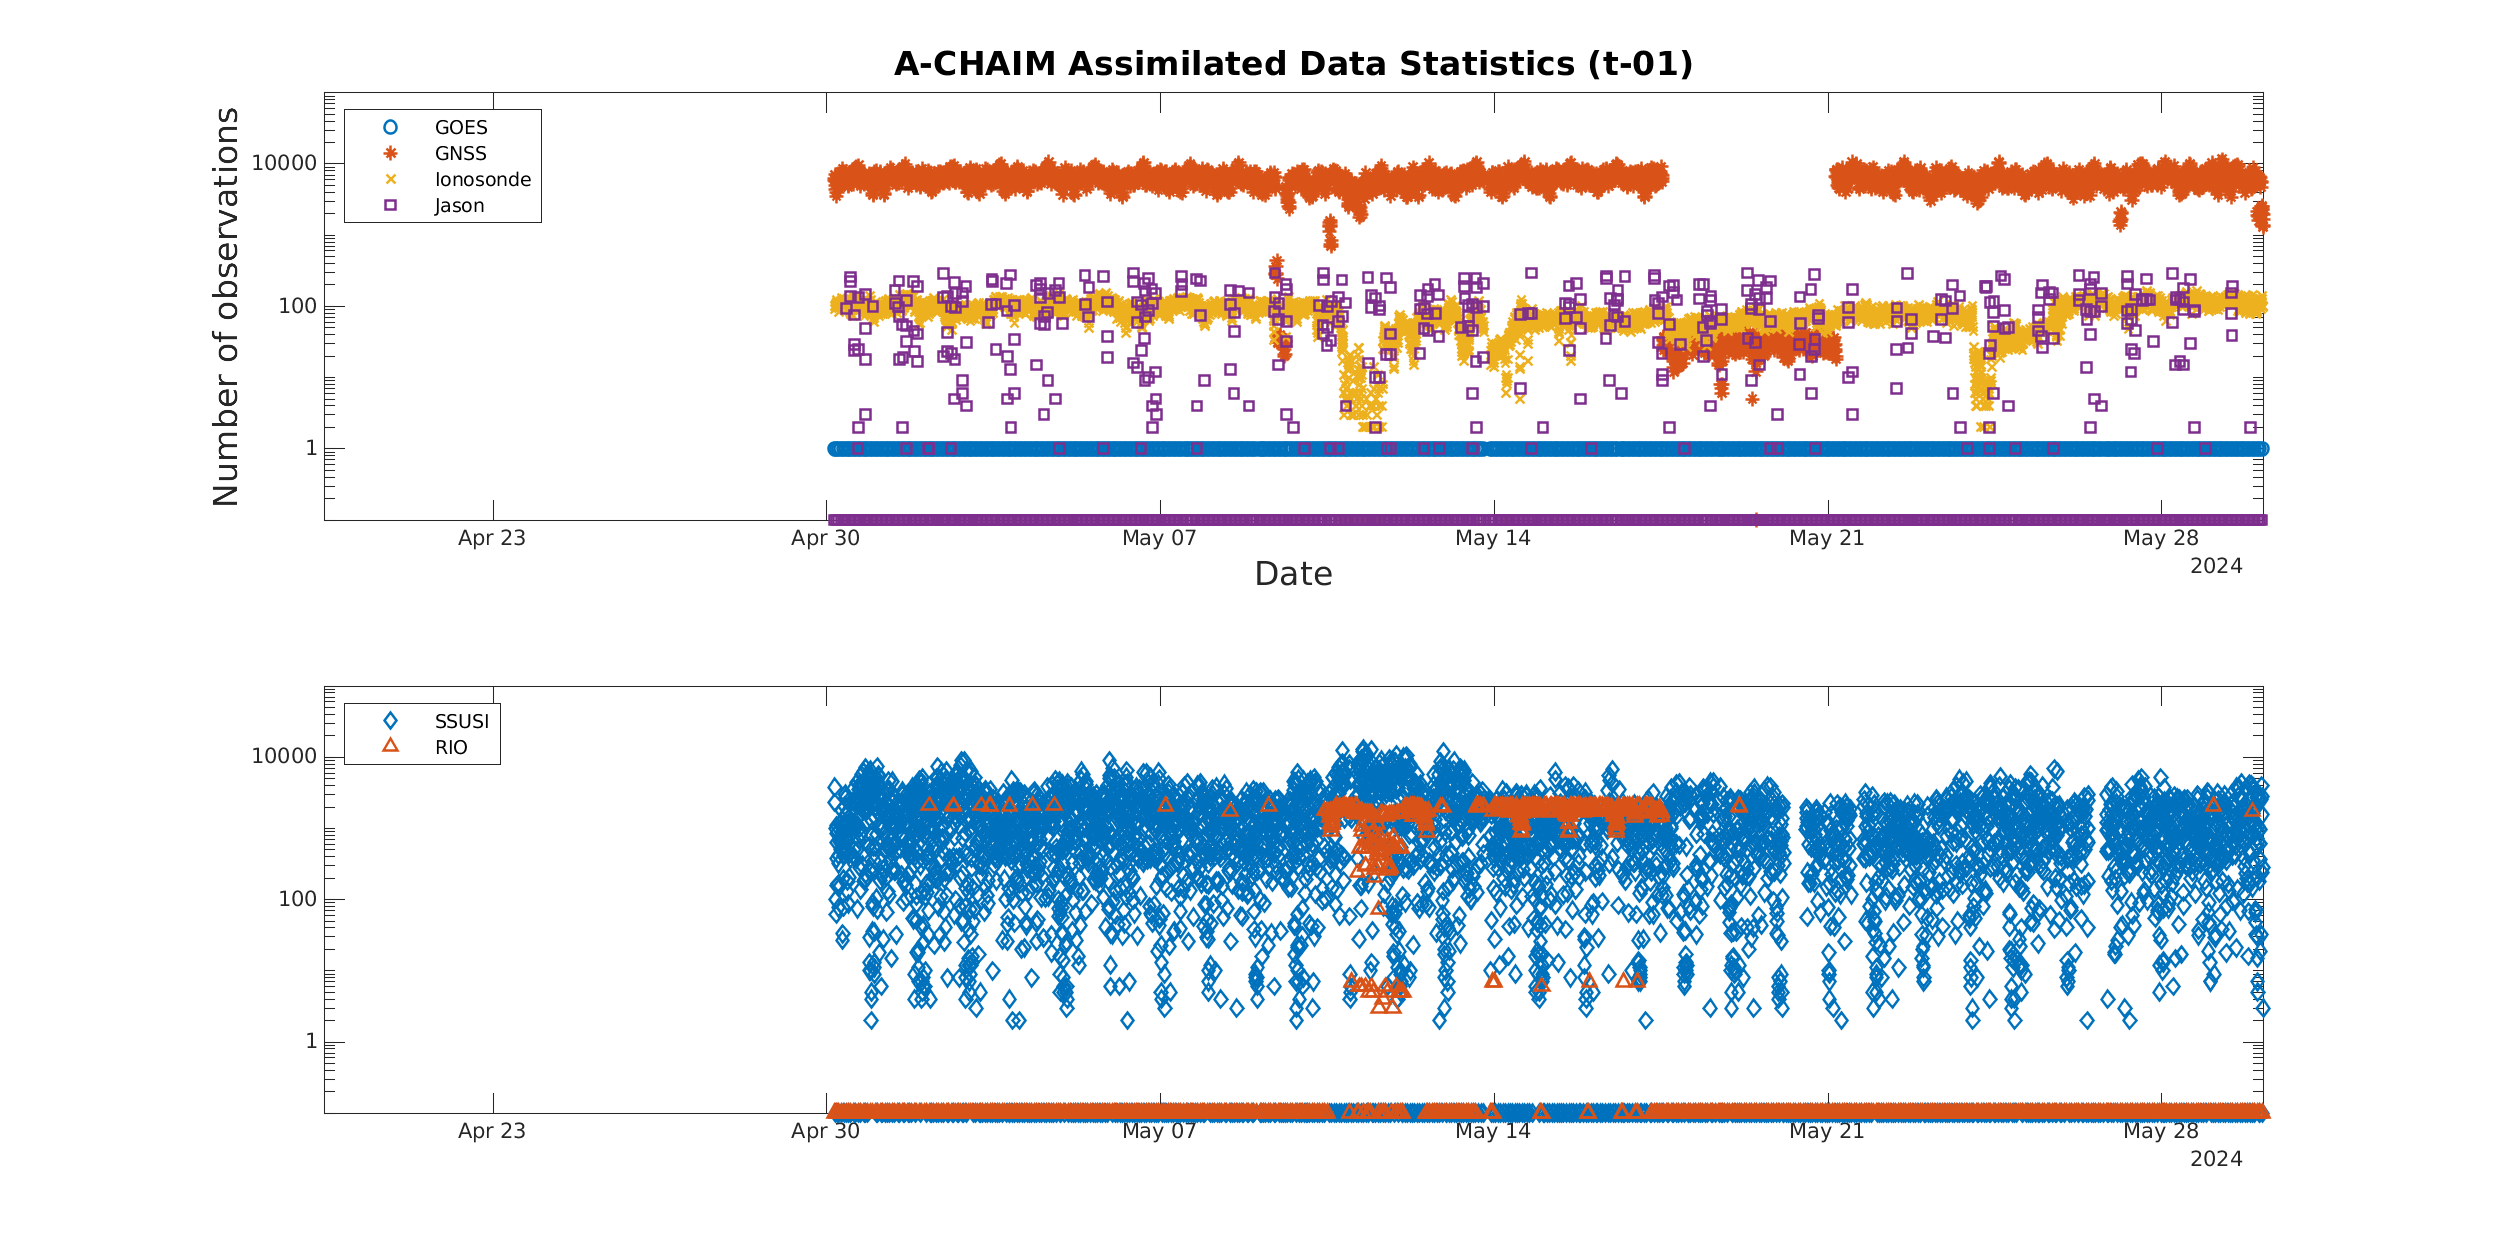 A-CHAIM Assimilated Data Statistics (t-01)
Number of observations
GOES
GNSS
Ionosonde
Jason
10000
100
1
Apr 23
Apr 30
May 07
May 14
May 21
May 28
2024
Date
SSUSI
RIO
10000
100
1
Apr 23
Apr 30
May 07
May 14
May 21
May 28
2024